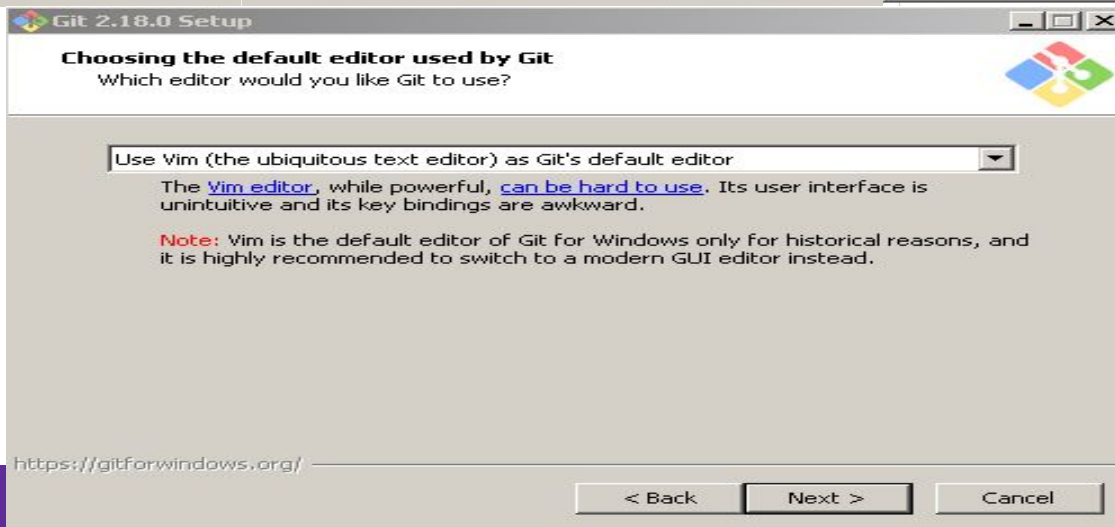 Git 2.18.0 Setup
Choosing the default editor used by Git
Which editor would you like Git to use?
Use Vim (the ubiquitous text editor) as Git's default editor
The Vim editor, while powerful, can be hard to use. Its user interface is
unintuitive and its key bindings are awkward.
Note: Vim is the default editor of Git for Windows only for historical reasons, and
it is highly recommended to switch to a modern GUI editor instead.
https://gitforwindows.org/
< Back
Next >
Cancel